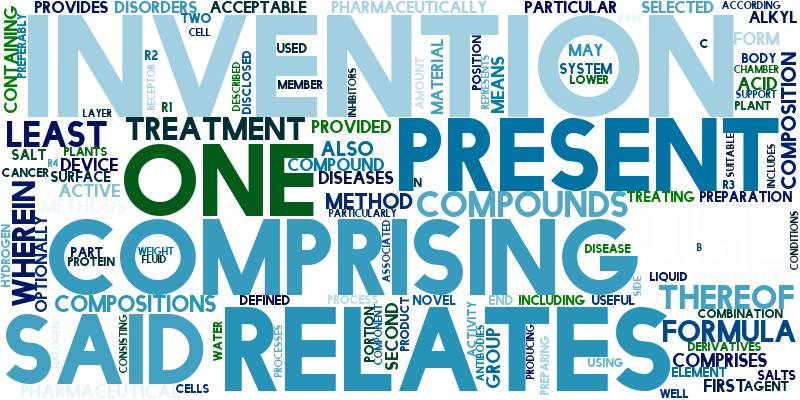 PROVIDES DISORDERS ACCEPTABLE PHARMACEUTICALLY PARTICULAR SELECTED ACCORDING
CONTAINING PREFERABLY TWO CELL BASE ALKYL
INVENTION
R2 RECEPTOR R1 DESCRIBED DISCLOSED USED MEMBER INHIBITORS AMOUNT MATERIAL POSITION REPRESENTS MEANS MAY SYSTEM LOWER C FORM BODY CHAMBER ACID SUPPORT PLANT
LAYER
LEAST TREATMENT PROVIDED PRESENT SUITABLE INCLUDES COMPOSITION
SALT PLANTS R4 DEVICE ONE ALSO COMPOUND
CANCER SURFACE DISEASES N R3
ACTIVE METHOD COMPOUNDS TREATING PREPARATION
WHEREIN OPTIONALLY METHODS PARTICULARLY
HYDROGEN COMPRISING ASSOCIATED DISEASE B CONDITIONS
PART WEIGHT
PROTEIN FLUID SIDE LIQUID
COMPOSITIONS DEFINED PROCESS NOVEL END INCLUDING USEFUL THEREOF
COMBINATION
SAID RELATES FORMULA
HALOGEN CONSISTING WATER PROCESSES PORTION COMPONENT SECOND PRODUCT ACTIVITY ANTIBODIES GROUP PRODUCING PREPARING USING DERIVATIVES
COMPRISES
ELEMENT SALTS
PHARMACEUTICAL CELLS FIRST AGENT
WELL